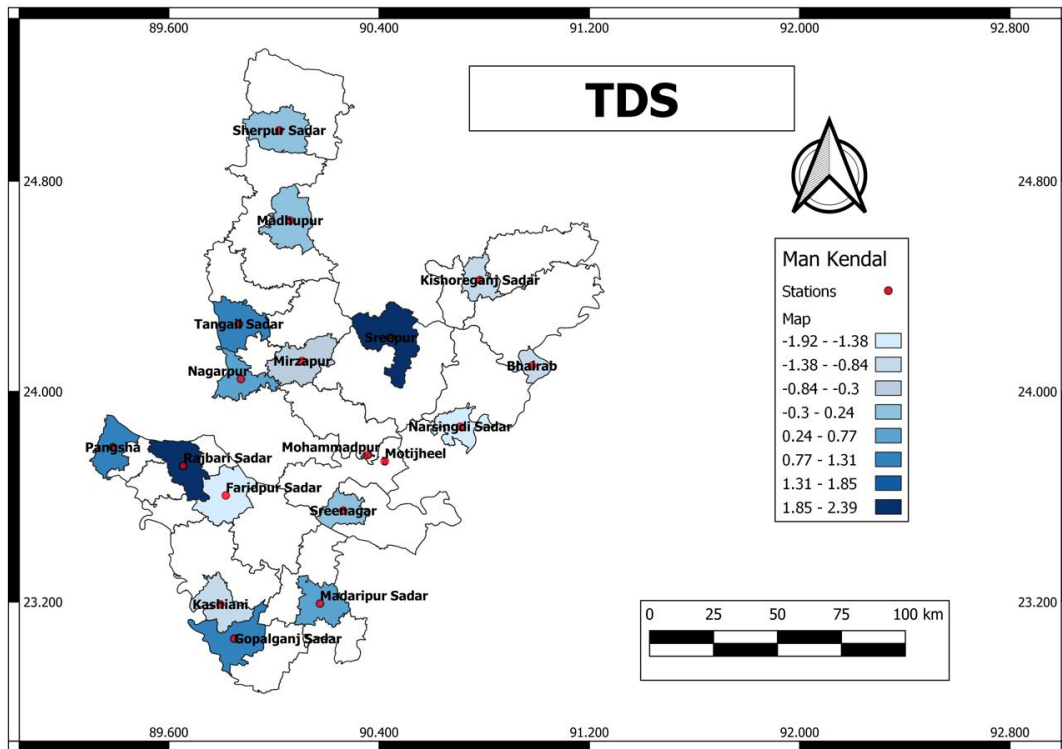 89.600 90.400 91.200 92.000 92.800
TDS
Sherpur Sadar
24.800 24.800
Madhupur
Man Kendal
Kishoreganj Sadar
Stations
Map
Tangail Sadar
Sreepur
-1.92 - -1.38
Mirzapur
Bhairab
-1.38 - -0.84
Nagarpur
-0.84 - -0.3
24.000 24.000
-0.3 - 0.24
Narsingdi Sadar
0.24 - 0.77
Pangsha
Mohammadpur
Motijheel
0.77 - 1.31
Rajbari Sadar
1.31 - 1.85
Faridpur Sadar
1.85 - 2.39
Sreenagar
Kashiani
Madaripur Sadar
23.200 23.200
0 25 50 75 100 km
Gopalganj Sadar
89.600 90.400 91.200 92.000 92.800